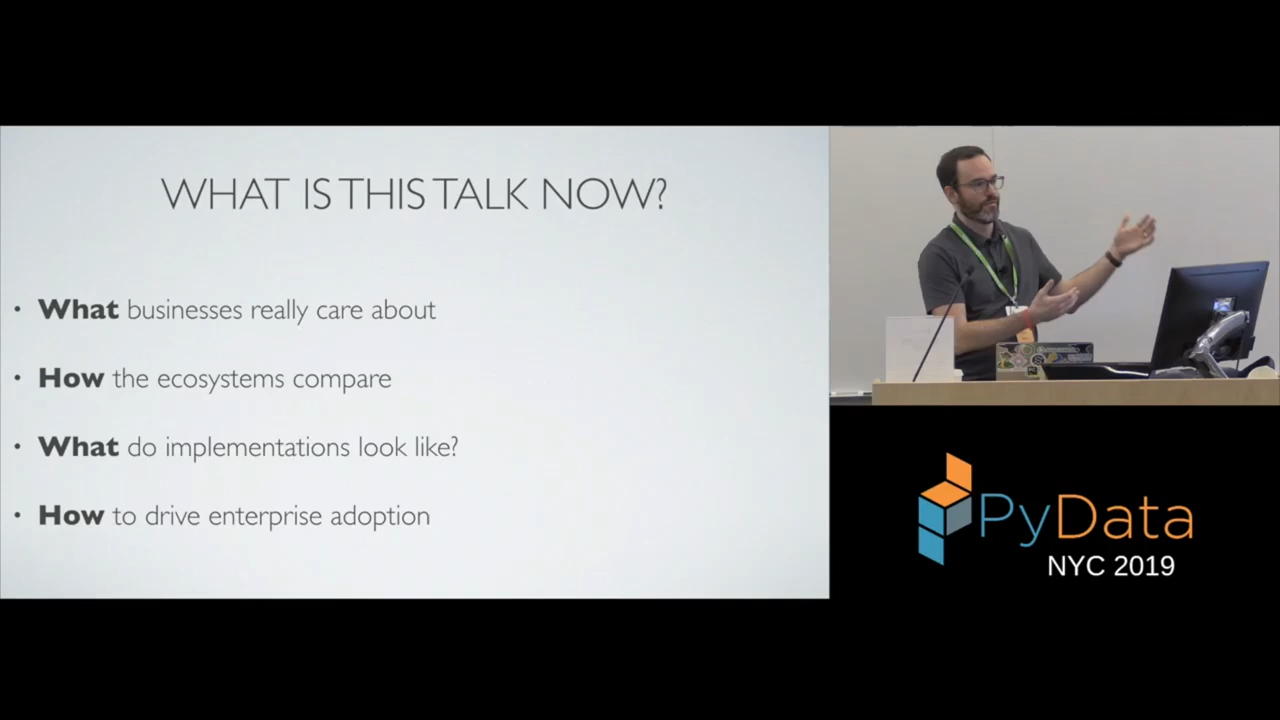 WHAT IS THIS TALK NOW?
• What businesses really care about
• How the ecosystems compare
• What do implementations look like?
• How to drive enterprise adoption
PyData
NYC 2019